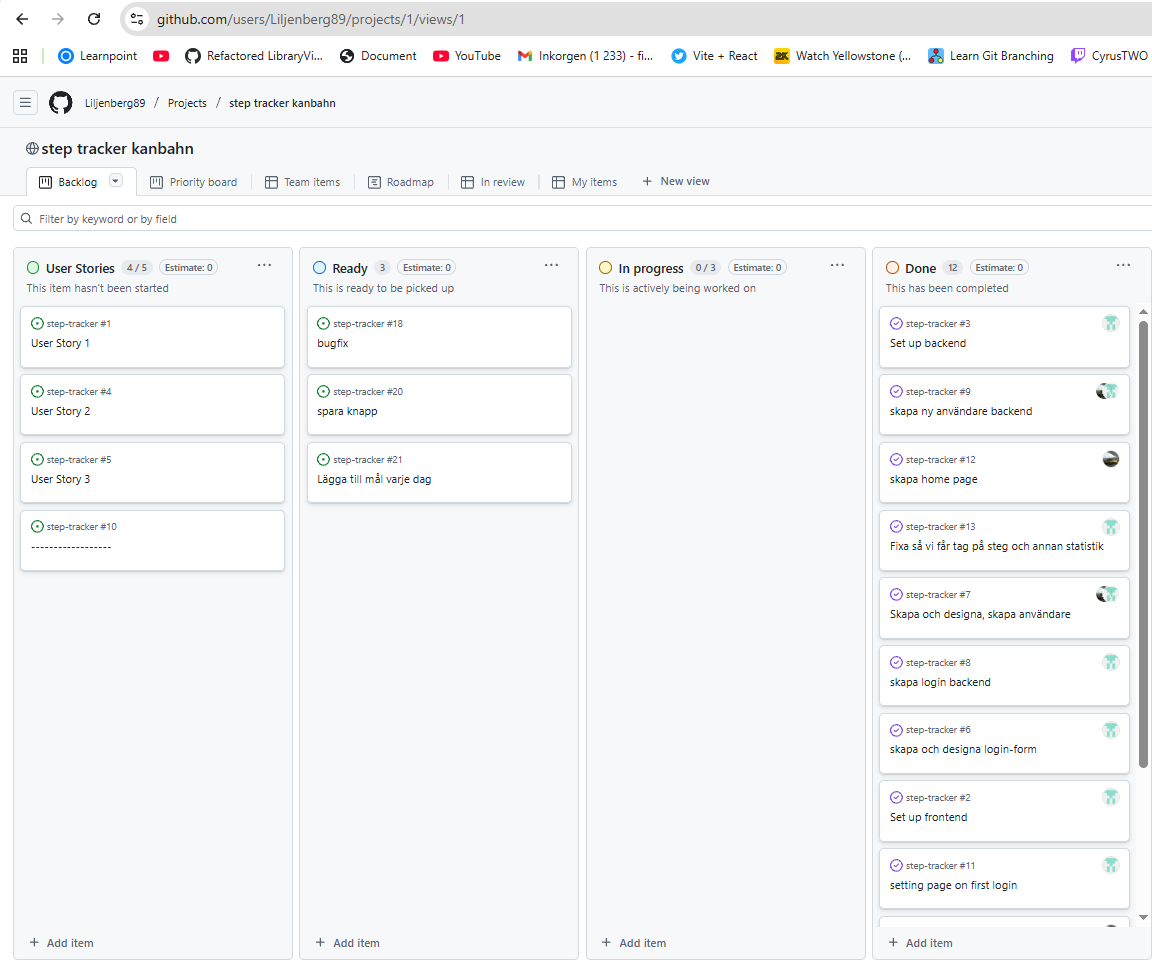 github.com/users/Liljenberg89/projects/1/views/1
Learnpoint
Refactored LibraryVi...
Document
YouTube
Inkorgen (1 233) - fi...
Vite + React
Watch Yellowstone (...
Learn Git Branching
CyrusTWO
Liljenberg89 / Projects / step tracker kanbahn
step tracker kanbahn
Backlog
Priority board
Team items
Roadmap
In review
My items
+ New view
Filter by keyword or by field
User Stories 4 / 5 Estimate: 0 ...
This item hasn't been started
step-tracker #1
User Story 1
step-tracker #4
User Story 2
step-tracker #5
User Story 3
step-tracker #10
------------------
+ Add item
Ready 3 Estimate: 0 ...
This is ready to be picked up
step-tracker #18
bugfix
step-tracker #20
spara knapp
step-tracker #21
Lägga till mål varje dag
+ Add item
In progress 0 / 3 Estimate: 0 ...
This is actively being worked on
+ Add item
Done 12 Estimate: 0 ...
This has been completed
step-tracker #3
Set up backend
step-tracker #9
skapa ny användare backend
step-tracker #12
skapa home page
step-tracker #13
Fixa så vi får tag på steg och annan statistik
step-tracker #7
Skapa och designa, skapa användare
step-tracker #8
skapa login backend
step-tracker #6
skapa och designa login-form
step-tracker #2
Set up frontend
step-tracker #11
setting page on first login
+ Add item